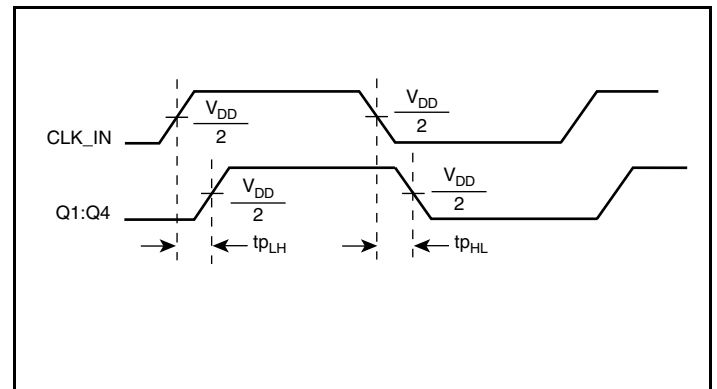 CLK_IN
V_DD / 2
V_DD / 2
Q1:Q4
V_DD / 2
V_DD / 2
tp_LH
tp_HL